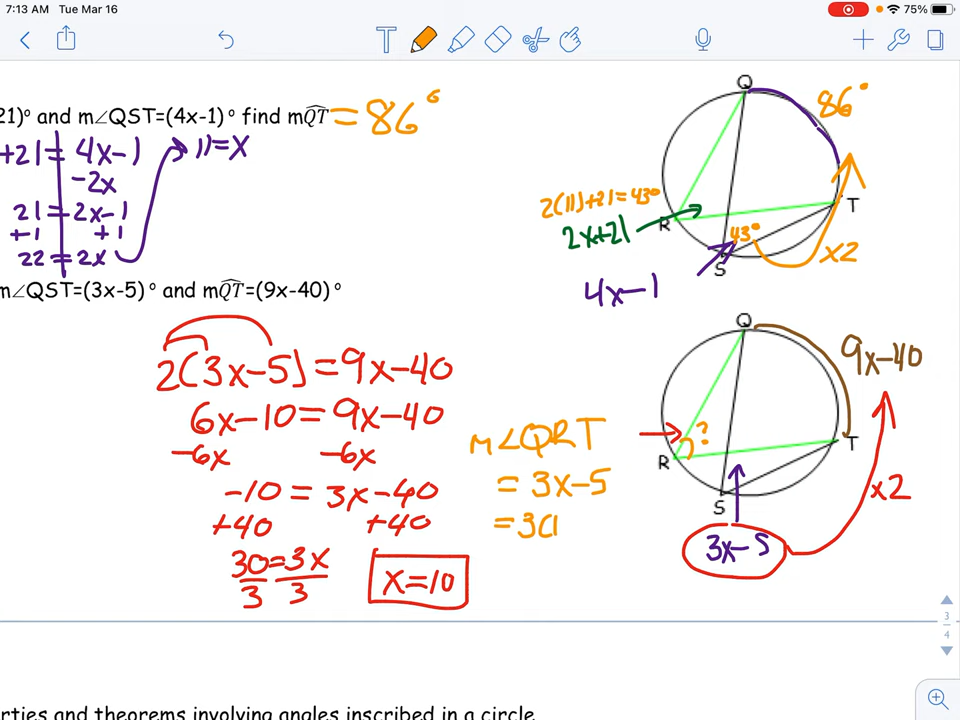 7:13 AM Tue Mar 16
75%
T
21)° and m∠QST=(4x-1)° find mQT = 86°
+21 = 4x-1
-2x
21 = 2x-1
+1 +1
22 = 2x
11=x
Q
86°
2(11)+21=43°
2x+21
R
T
43°
S
x2
4x-1
m∠QST=(3x-5)° and mQT=(9x-40)°
2(3x-5)=9x-40
6x-10=9x-40
-6x -6x
-10 = 3x-40
+40 +40
30=3x
3 3
x=10
m∠QRT
= 3x-5
=3(1
Q
9x-40
?
R
T
S
x2
3x-5
3
4
rties and theorems involving angles inscribed in a circle.